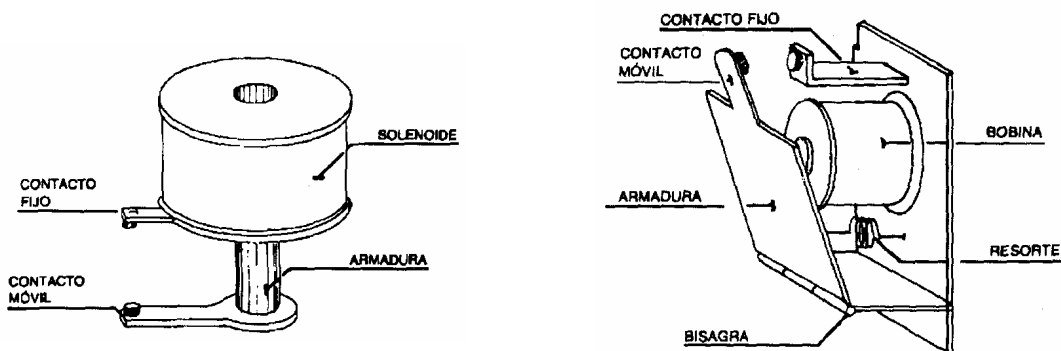 SOLENOIDE
CONTACTO
FIJO
ARMADURA
CONTACTO
MÓVIL
CONTACTO FIJO
CONTACTO
MÓVIL
BOBINA
ARMADURA
RESORTE
BISAGRA